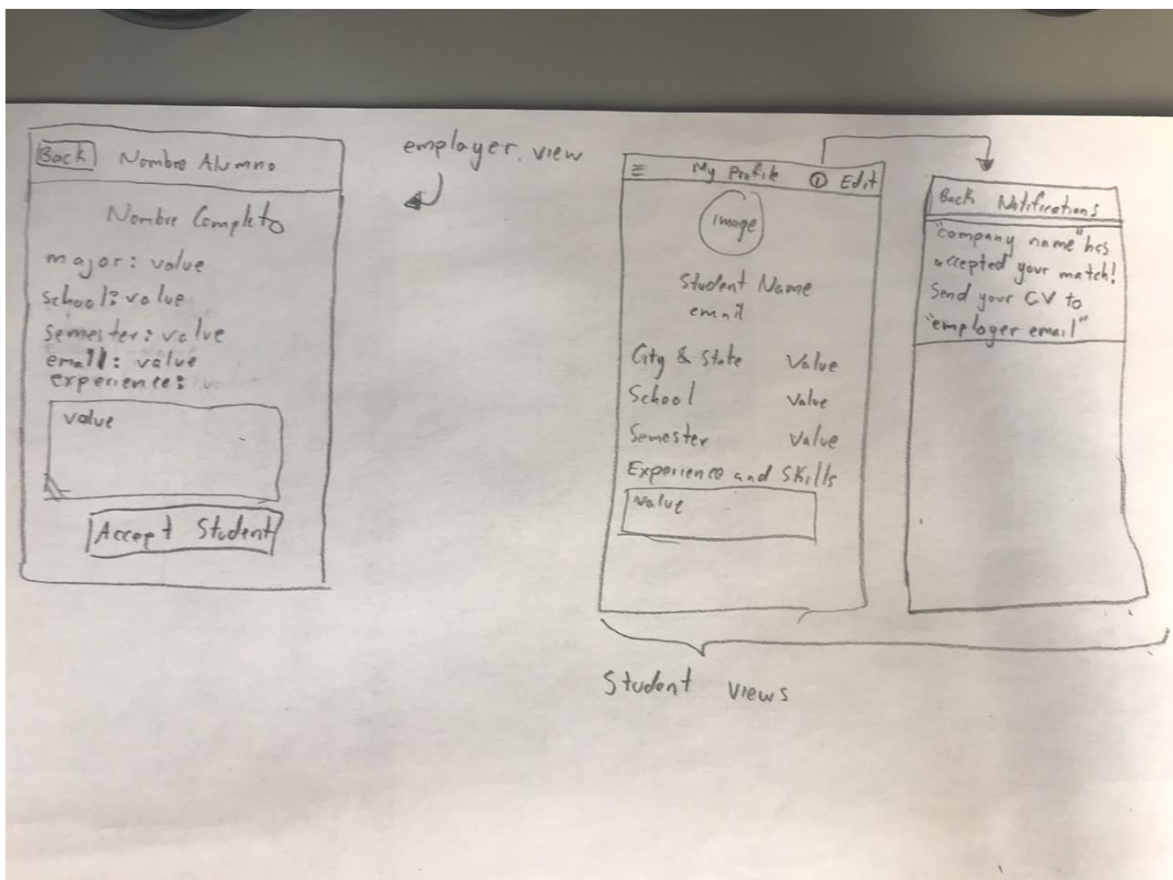 Back Nombre Alumno
Nombre Completo
major: value
school: value
semester: value
email: value
experience:
value
Accept Student
employer view
≡ My Profile ① Edit
image
Student Name
email
City & State Value
School Value
Semester Value
Experience and Skills
Value
Back Notifications
"company name" has
accepted your match!
Send your CV to
"employer email"
Student views